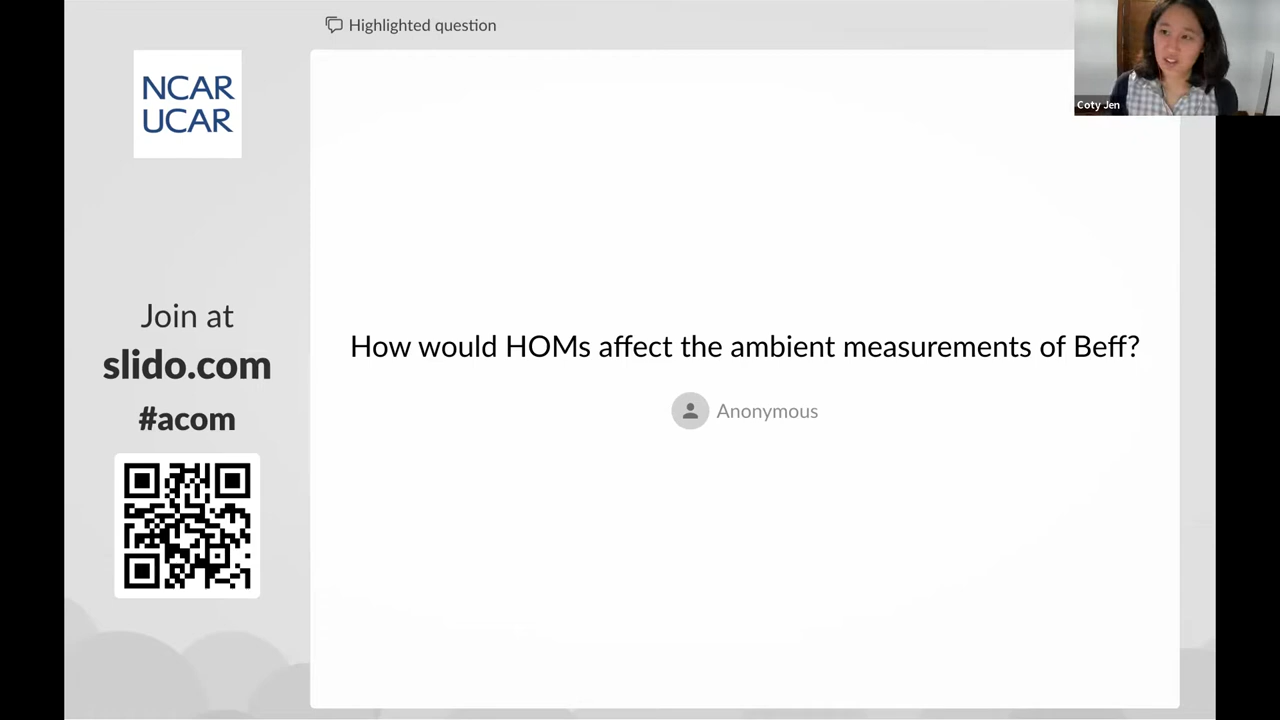 Highlighted question
NCAR
UCAR
Coty Jen
Join at
slido.com
#acom
How would HOMs affect the ambient measurements of Beff?
Anonymous